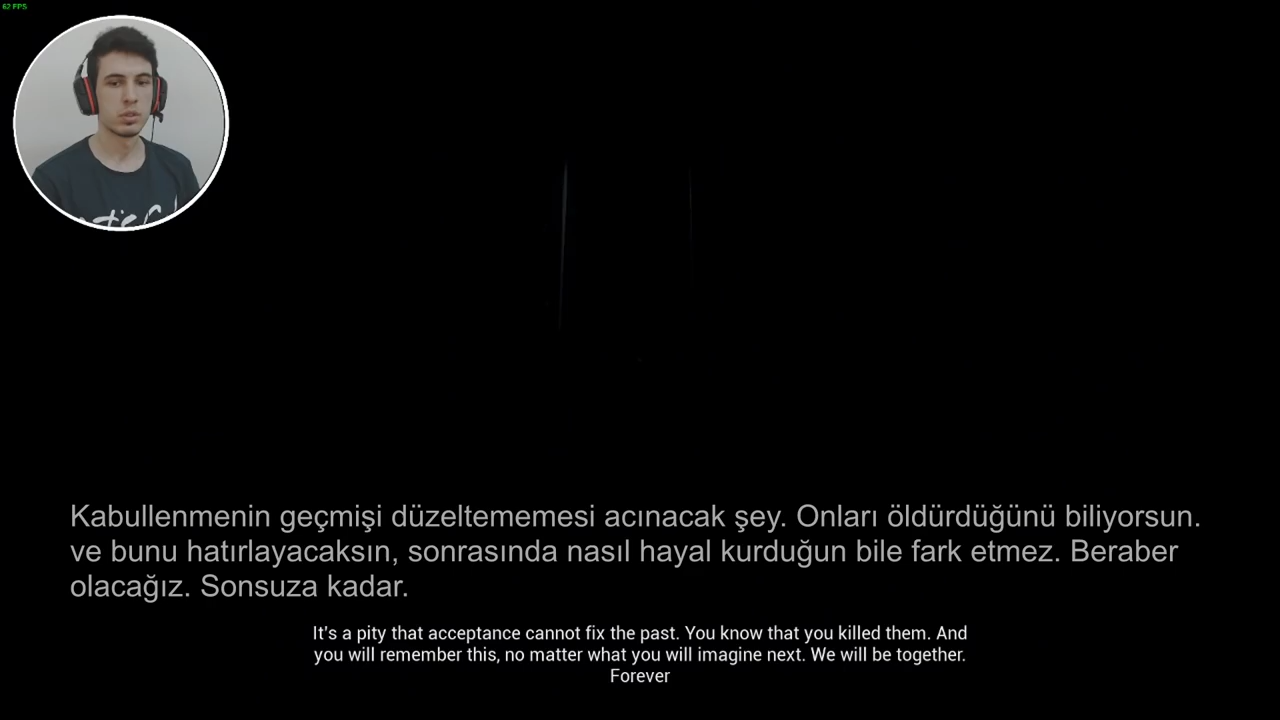 62 FPS
Kabullenmenin geçmişi düzeltememesi acınacak şey. Onları öldürdüğünü biliyorsun.
ve bunu hatırlayacaksın, sonrasında nasıl hayal kurduğun bile fark etmez. Beraber
olacağız. Sonsuza kadar.
It's a pity that acceptance cannot fix the past. You know that you killed them. And
you will remember this, no matter what you will imagine next. We will be together.
Forever